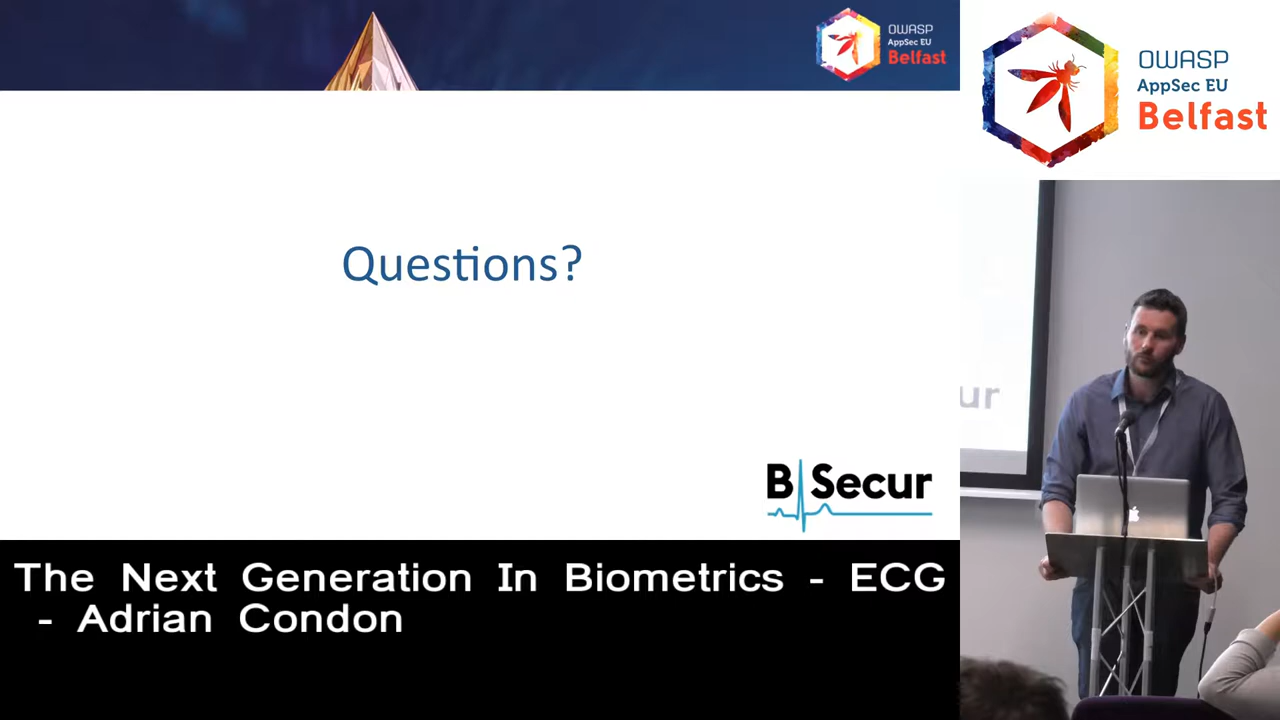 OWASP
AppSec EU
Belfast
OWASP
AppSec EU
Belfast
Questions?
ur
B Secur
The Next Generation In Biometrics - ECG
- Adrian Condon